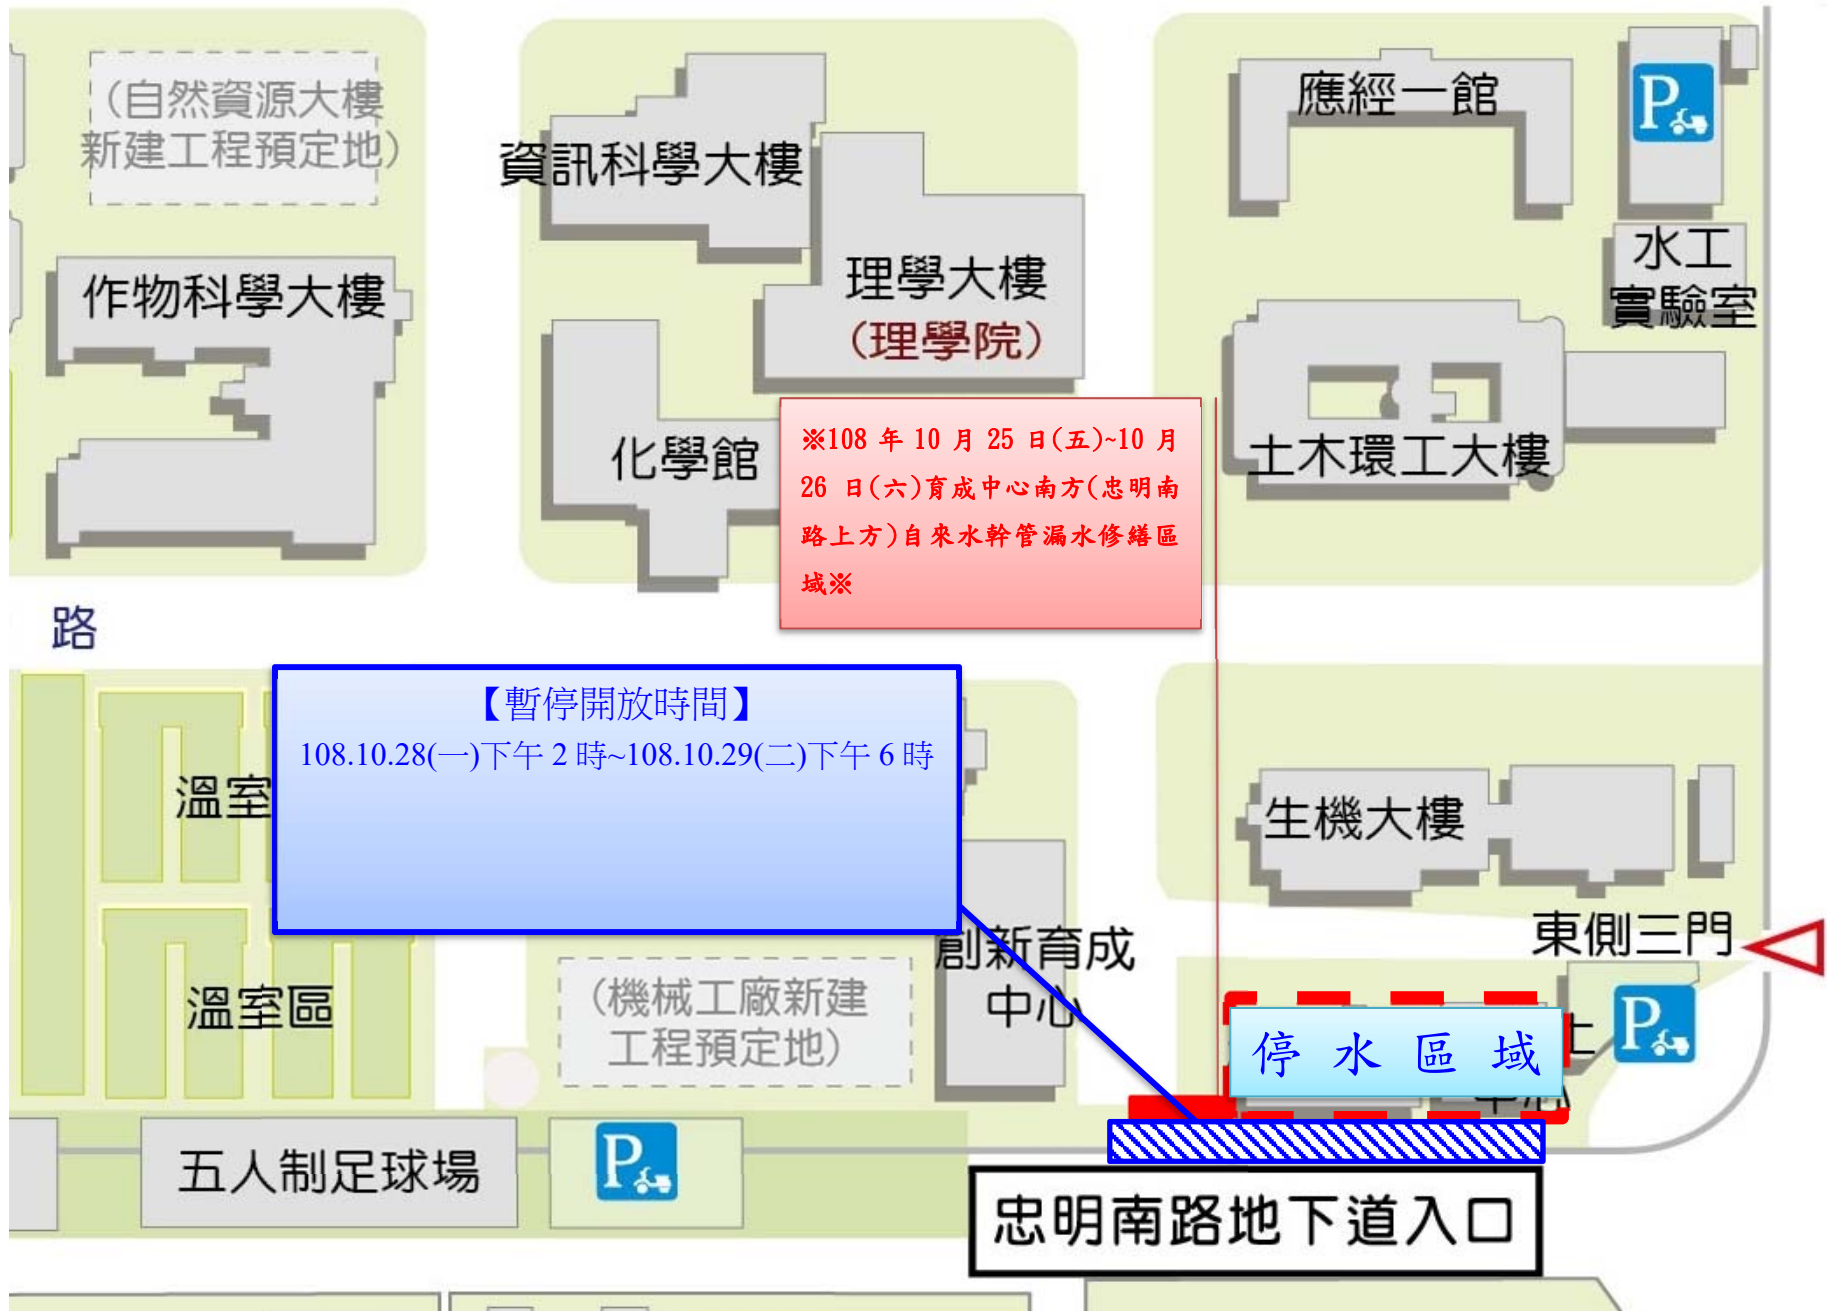 (自然資源大樓
新建工程預定地)
資訊科學大樓
應經一館
P
作物科學大樓
理學大樓
(理學院)
水工
實驗室
化學館
土木環工大樓
※108 年 10 月 25 日(五)~10 月
26 日(六)育成中心南方(忠明南
路上方)自來水幹管漏水修繕區
域※
路
【暫停開放時間】
108.10.28(一)下午 2 時~108.10.29(二)下午 6 時
溫室
生機大樓
創新育成
中心
東側三門
溫室區
(機械工廠新建
工程預定地)
停水區域
P
五人制足球場
P
忠明南路地下道入口